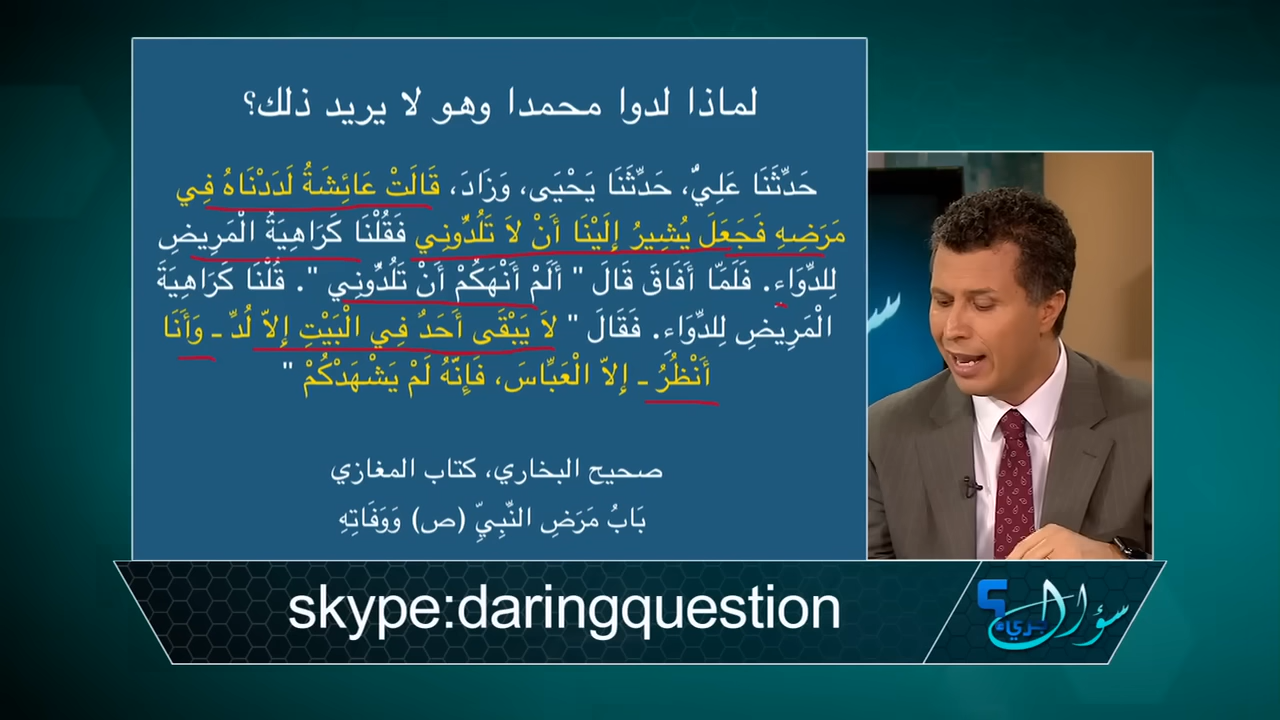 لماذا لدوا محمدا وهو لا يريد ذلك؟
حَدِّثَنَا عَلِيٌّ، حَدِّثَنَا يَحْيَى، وَزَادَ، قَالَتْ عَائِشَةُ لَدَدْنَاهُ فِي
مَرَضِهِ فَجَعَلَ يُشِيرُ إِلَيْنَا أَنْ لاَ تَلُدُّونِي فَقُلْنَا كَرَاهِيَةُ الْمَرِيضِ
لِلدِّوَاءِ. فَلَمّا أَفَاقَ قَالَ " أَلَمْ أَنْهَكُمْ أَنْ تَلُدُّونِي ". قُلْنَا كَرَاهِيَةَ
الْمَرِيضِ لِلدِّوَاءِ. فَقَالَ " لاَ يَبْقَى أَحَدٌ فِي الْبَيْتِ إِلاّ لُدِّ ـ وَأَنَا
أَنْظُرُ ـ إِلاّ الْعَبِّاسَ، فَإِنّهُ لَمْ يَشْهَدْكُمْ "
صحيح البخاري، كتاب المغازي
بَابُ مَرَضِ النِّبِيِّ (ص) وَوَفَاتِهِ
skype:daringquestion
سؤال جريء